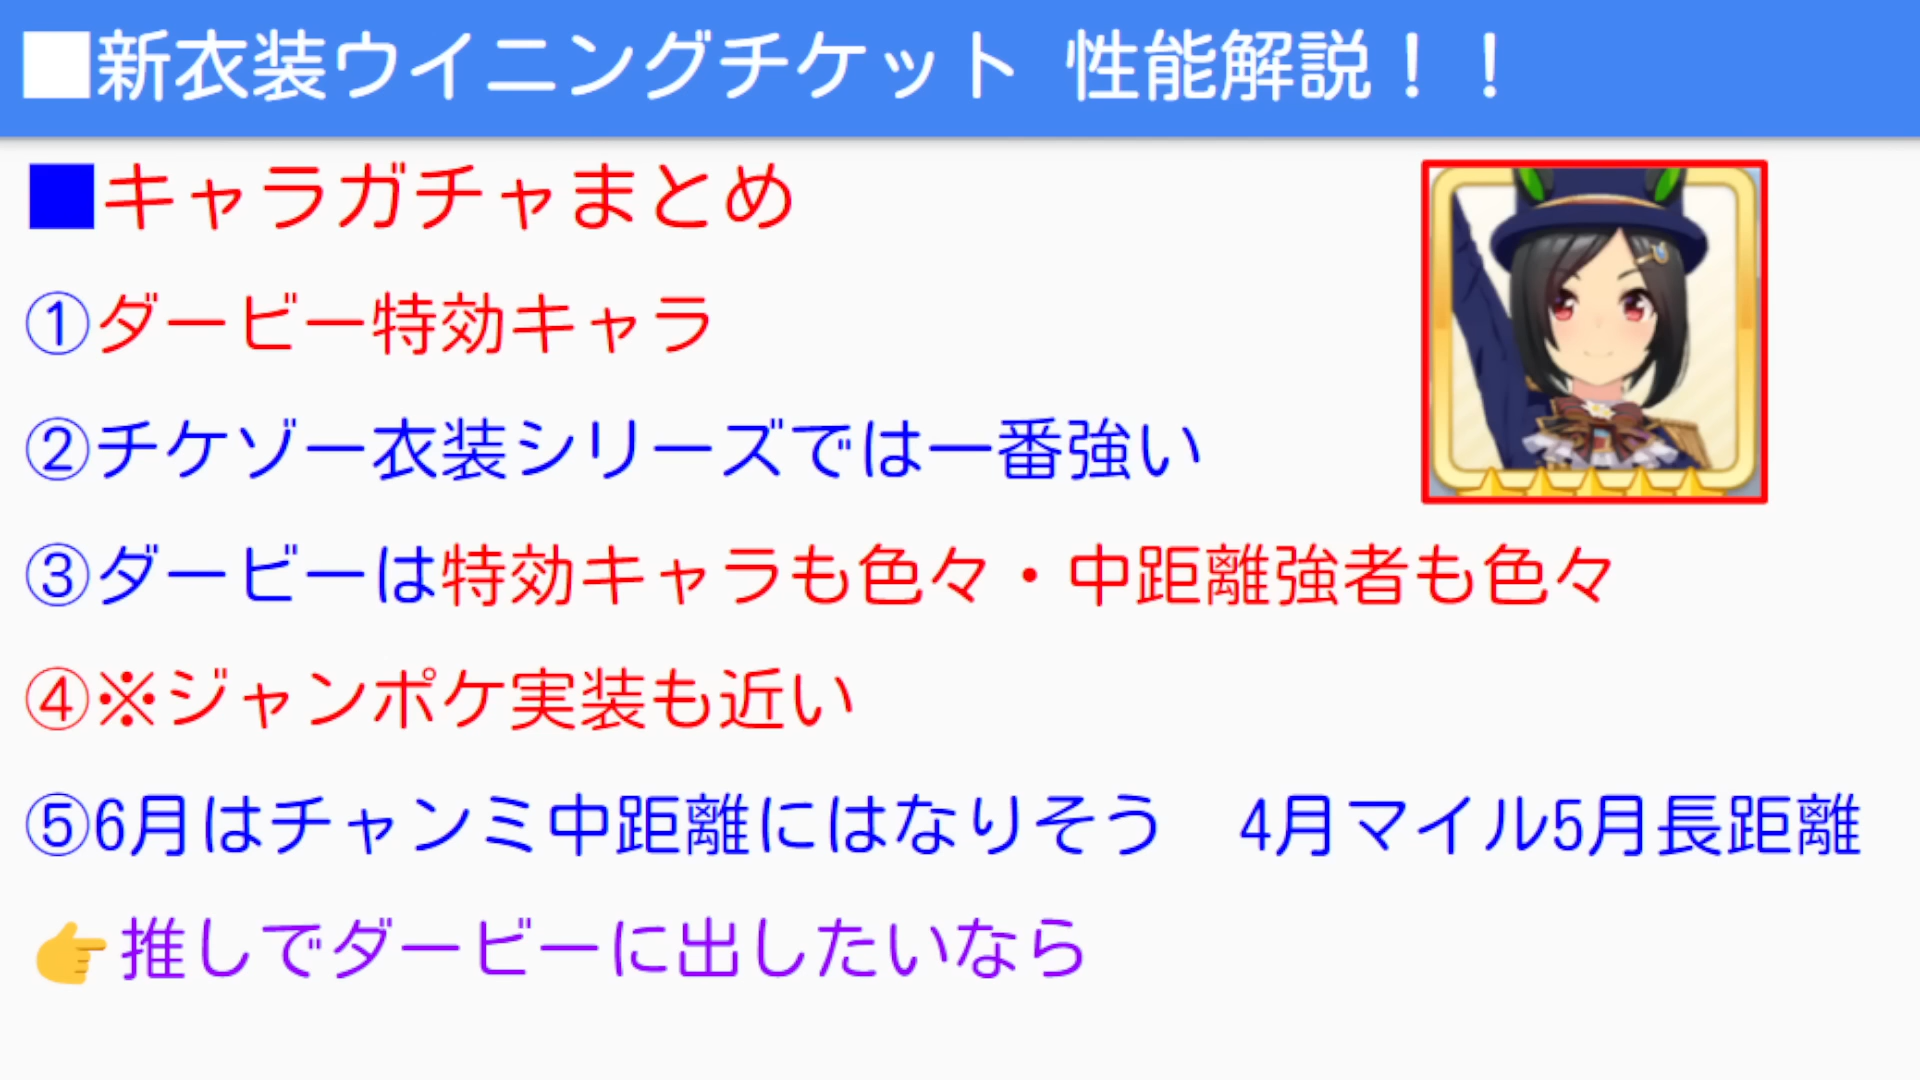 ■新衣装ウイニングチケット 性能解説！！
■キャラガチャまとめ
①ダービー特効キャラ
②チケゾー衣装シリーズでは一番強い
③ダービーは特効キャラも色々・中距離強者も色々
④※ジャンポケ実装も近い
⑤6月はチャンミ中距離にはなりそう　4月マイル5月長距離
👉推しでダービーに出したいなら